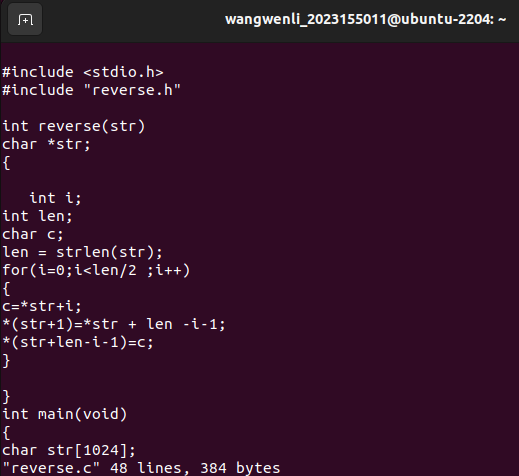 wangwenli_2023155011@ubuntu-2204: ~
#include <stdio.h>
#include "reverse.h"
int reverse(str)
char *str;
{
int i;
int len;
char c;
len = strlen(str);
for(i=0;i<len/2 ;i++)
{
c=*str+i;
*(str+1)=*str + len -i-1;
*(str+len-i-1)=c;
}
}
int main(void)
{
char str[1024];
"reverse.c" 48 lines, 384 bytes